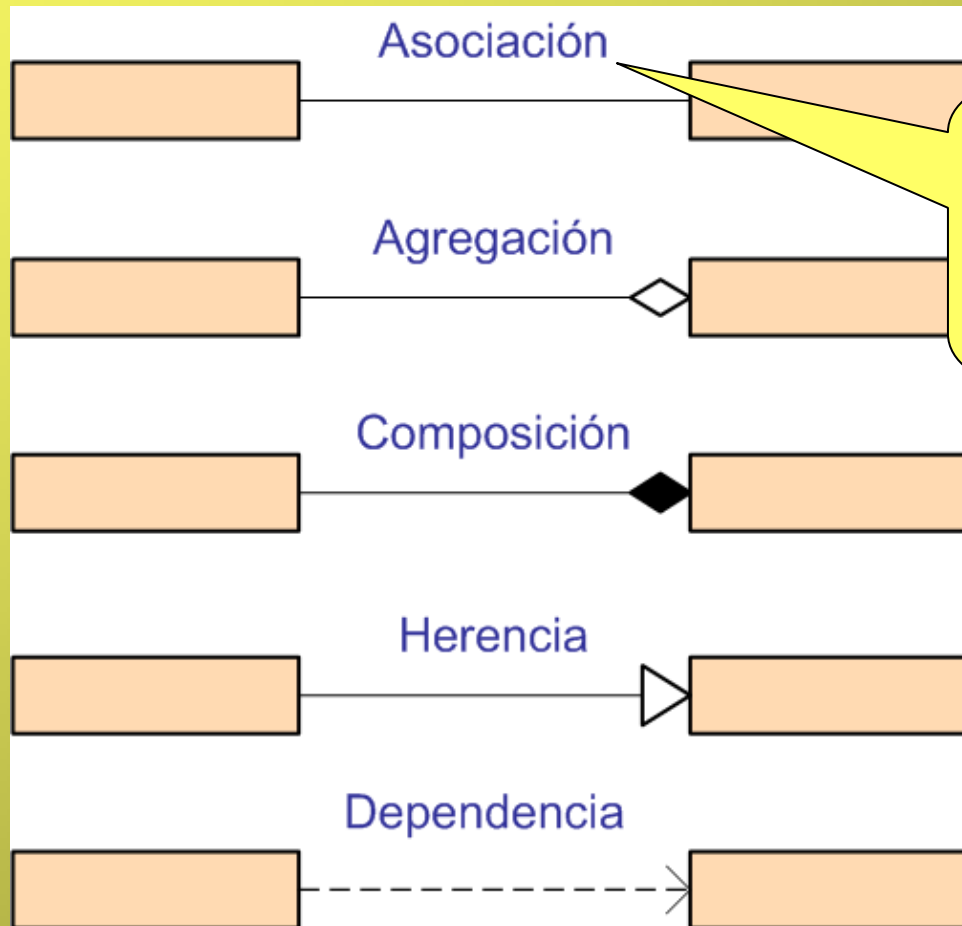 Asociación
Agregación
Composición
Herencia
Dependencia